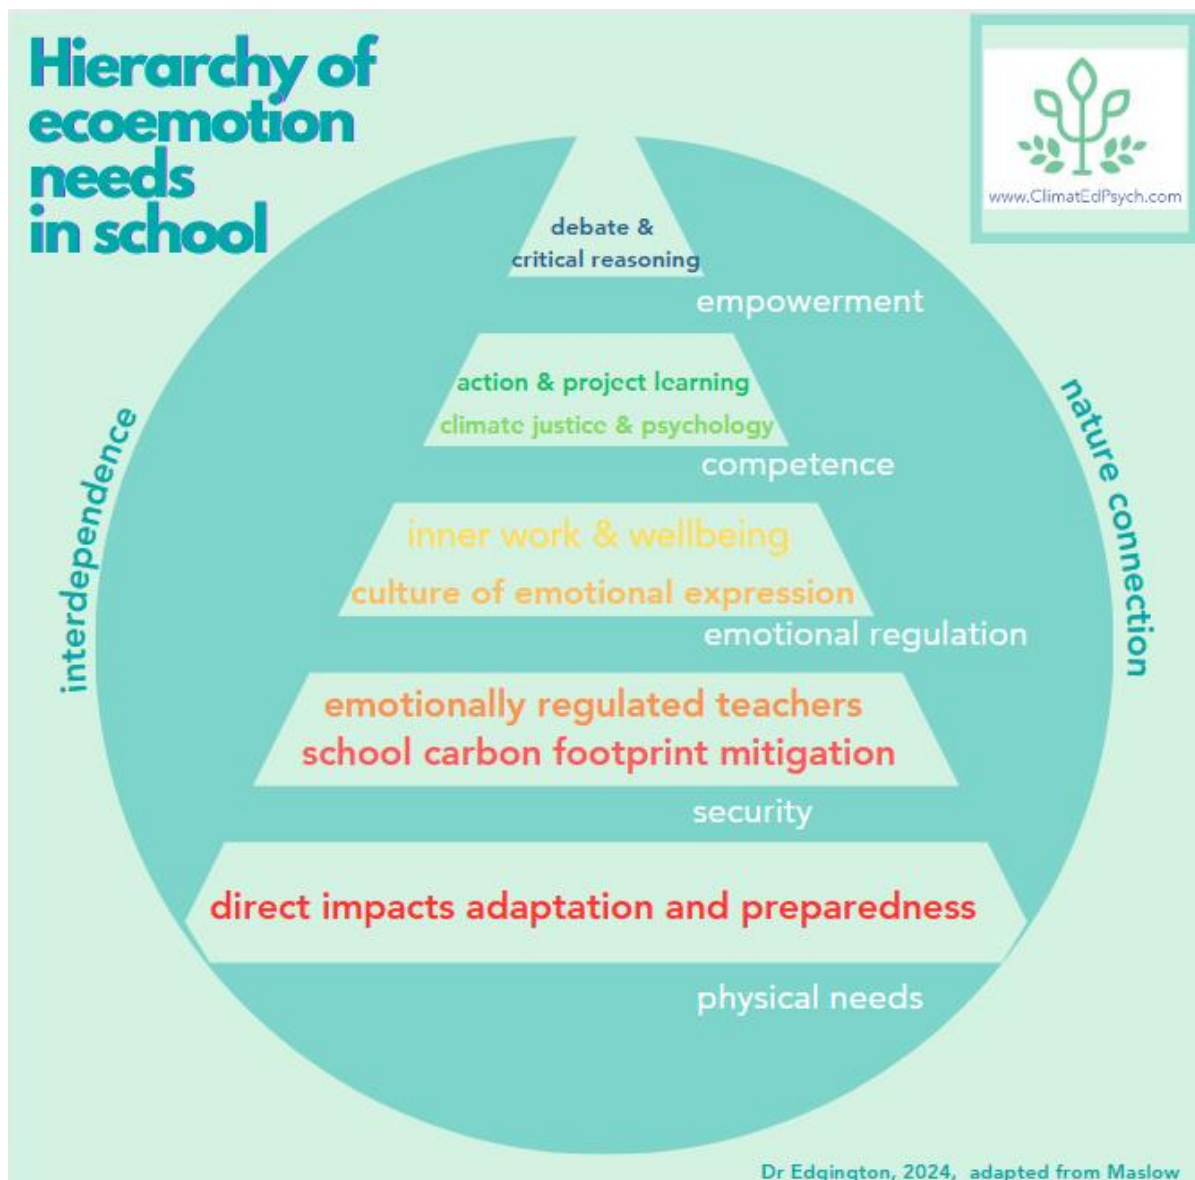 Hierarchy of
ecoemotion
needs
in school
www.ClimatEdPsych.com
debate &
critical reasoning
empowerment
action & project learning
climate justice & psychology
competence
inner work & wellbeing
culture of emotional expression
emotional regulation
emotionally regulated teachers
school carbon footprint mitigation
security
direct impacts adaptation and preparedness
physical needs
interdependence
nature connection
Dr Edgington, 2024, adapted from Maslow